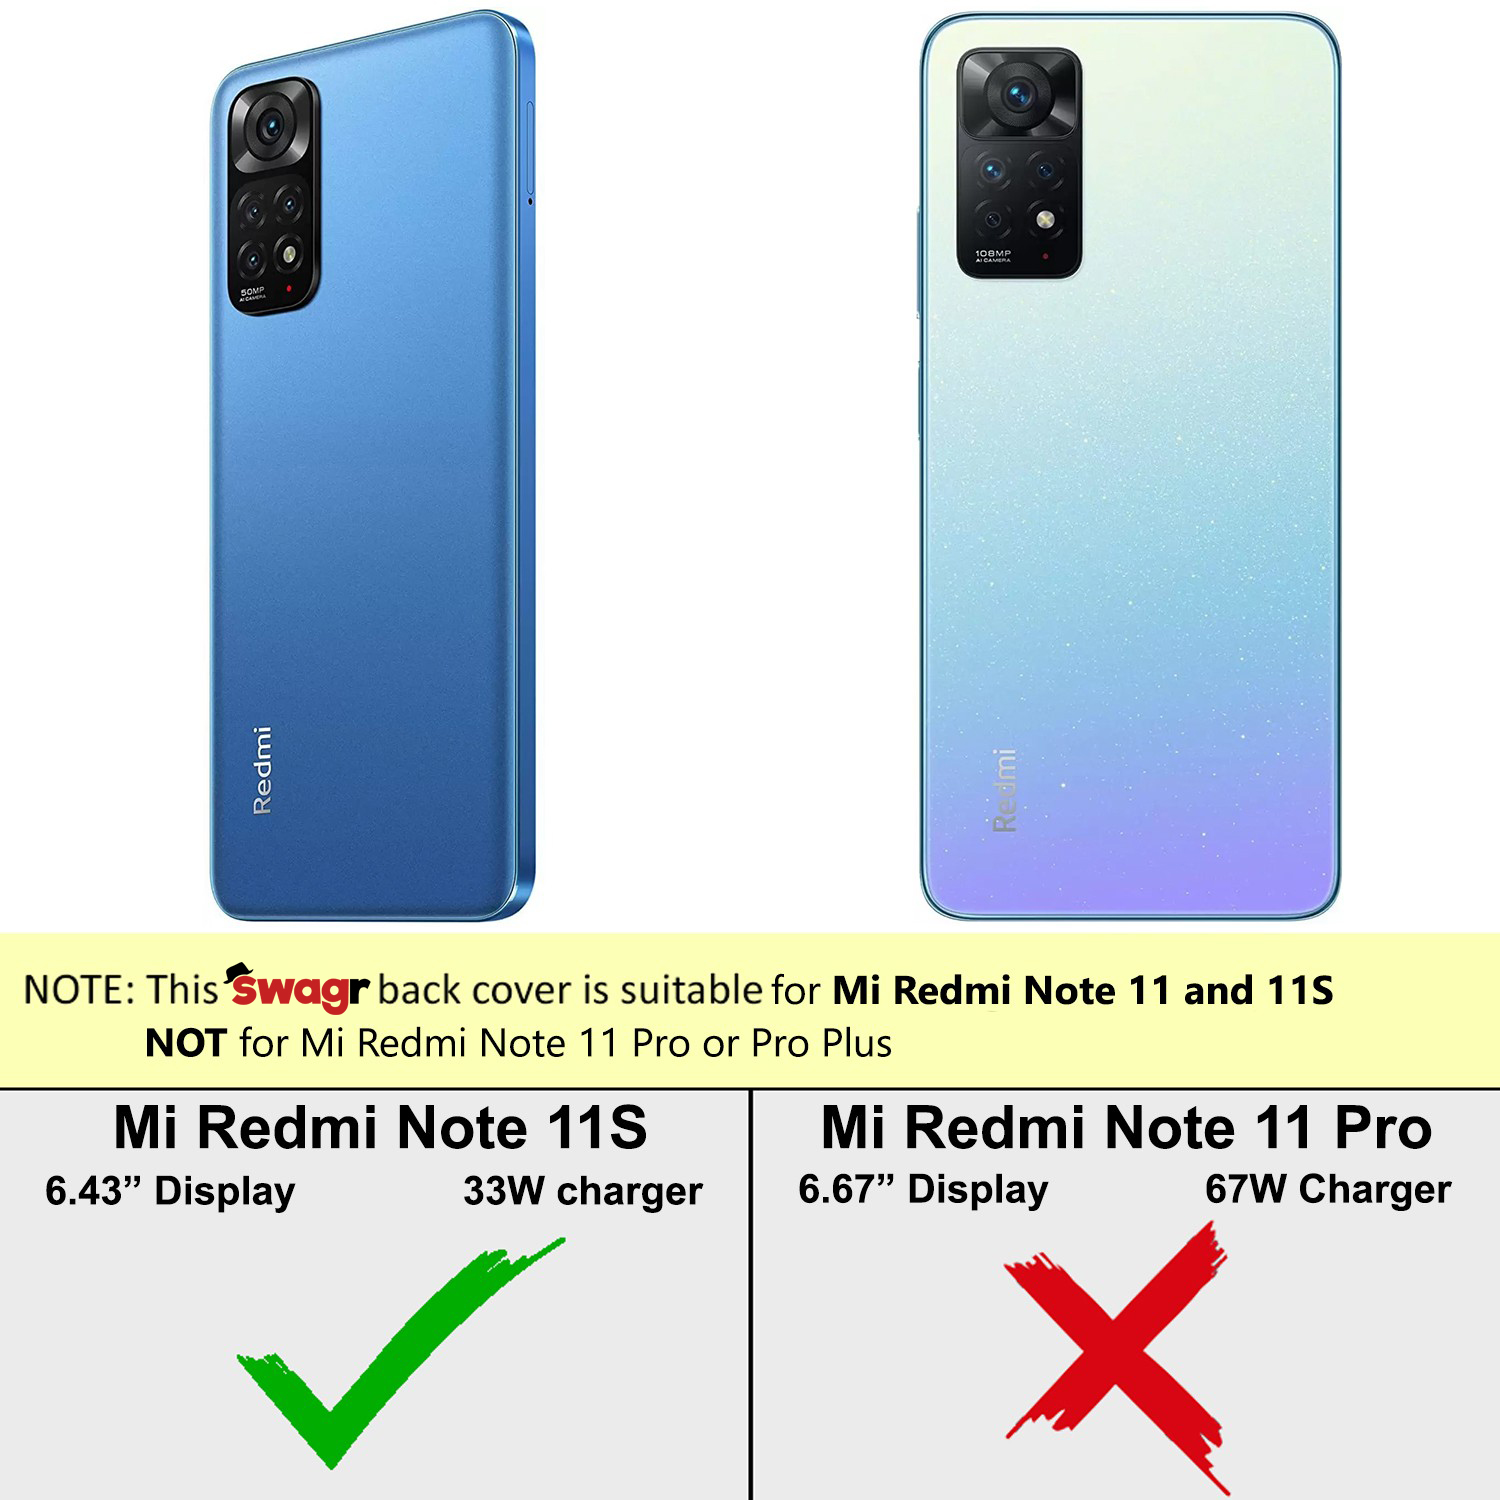 50MP
AI CAMERA
Redmi
108MP
AI CAMERA
Redmi
NOTE: This Swagr back cover is suitable for Mi Redmi Note 11 and 11S
NOT for Mi Redmi Note 11 Pro or Pro Plus
Mi Redmi Note 11S
6.43” Display 33W charger
Mi Redmi Note 11 Pro
6.67” Display 67W Charger